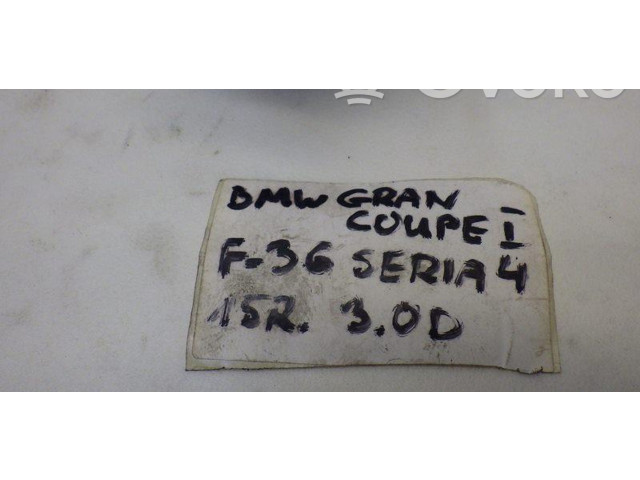 BMW GRAN
COUPE I
F-36 SERIA 4
15R. 3.0D